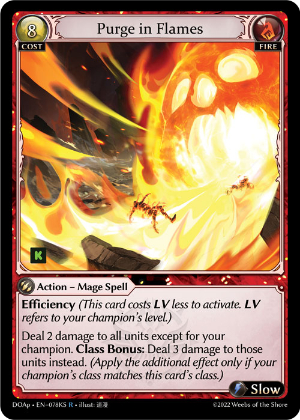 8
Purge in Flames
COST
FIRE
K
Action – Mage Spell
Efficiency (This card costs LV less to activate. LV
refers to your champion's level.)
Deal 2 damage to all units except for your
champion. Class Bonus: Deal 3 damage to those
units instead. (Apply the additional effect only if your
champion's class matches this card's class.)
Slow
DOAp • EN-078KS R • illust:
©2022 Weebs of the Shore